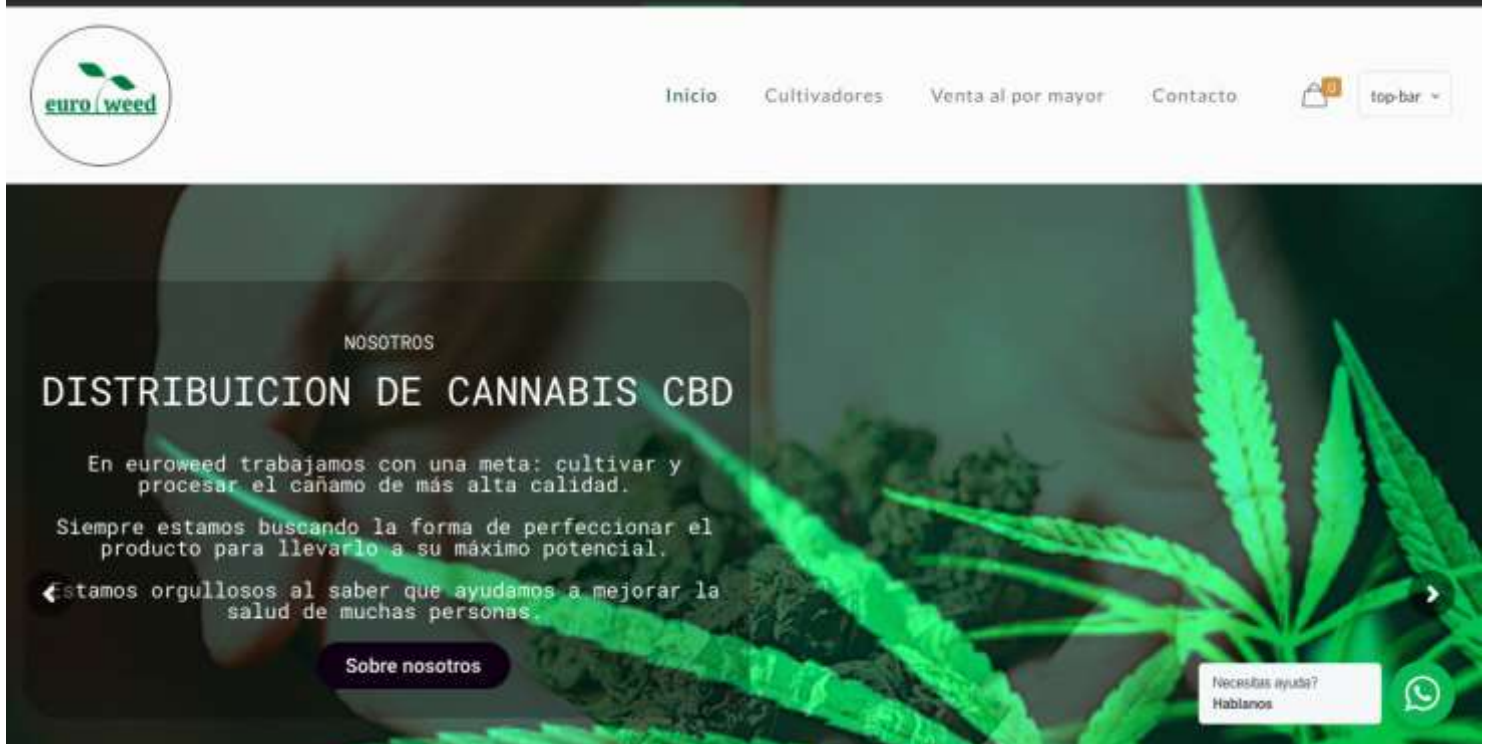 euro weed
Inicio
Cultivadores
Venta al por mayor
Contacto
0
top-bar
NOSOTROS
DISTRIBUICION DE CANNABIS CBD
En euroweed trabajamos con una meta: cultivar y
procesar el cañamo de más alta calidad.
Siempre estamos buscando la forma de perfeccionar el
producto para llevarlo a su máximo potencial.
Estamos orgullosos al saber que ayudamos a mejorar la
salud de muchas personas.
Sobre nosotros
Necesitas ayuda?
Hablanos